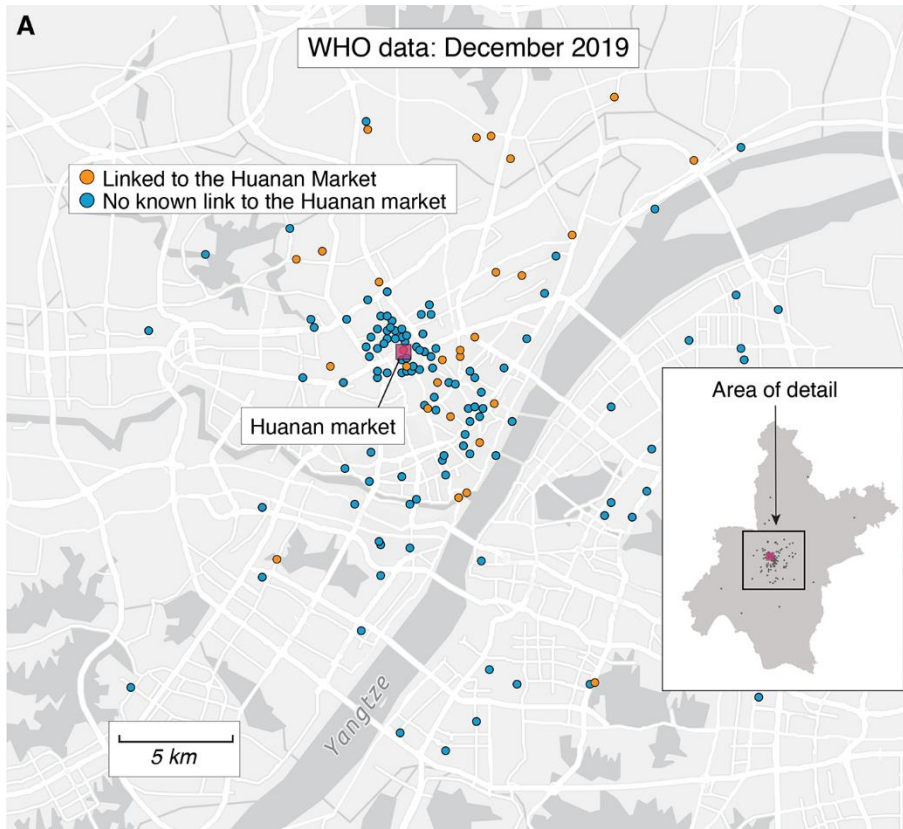 A
WHO data: December 2019
Linked to the Huanan Market
No known link to the Huanan market
Huanan market
Area of detail
Yangtze
5 km